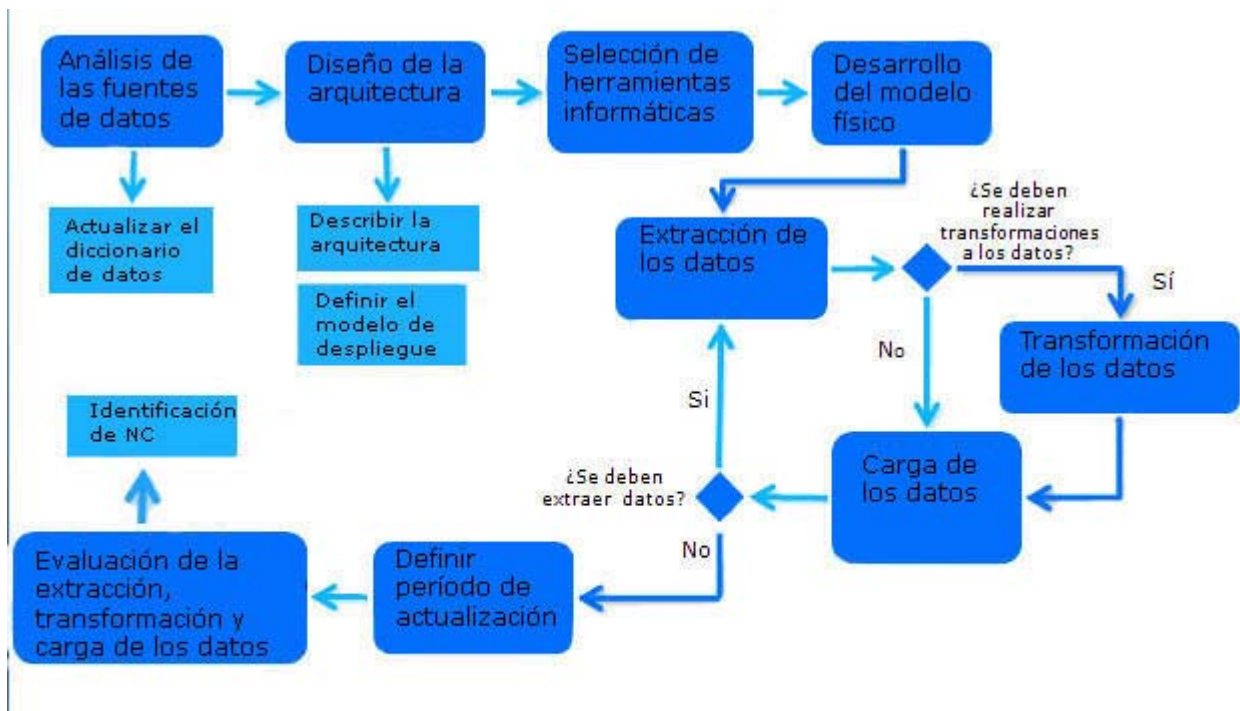 Análisis de
las fuentes
de datos
Diseño de la
arquitectura
Selección de
herramientas
informáticas
Desarrollo
del modelo
físico
Actualizar el
diccionario
de datos
Describir la
arquitectura
Definir el
modelo de
despliegue
Extracción de
los datos
¿Se deben
realizar
transformaciones
a los datos?
Sí
No
Transformación
de los datos
Carga de
los datos
¿Se deben
extraer datos?
Si
No
Definir
período de
actualización
Evaluación de la
extracción,
transformación y
carga de los datos
Identificación
de NC